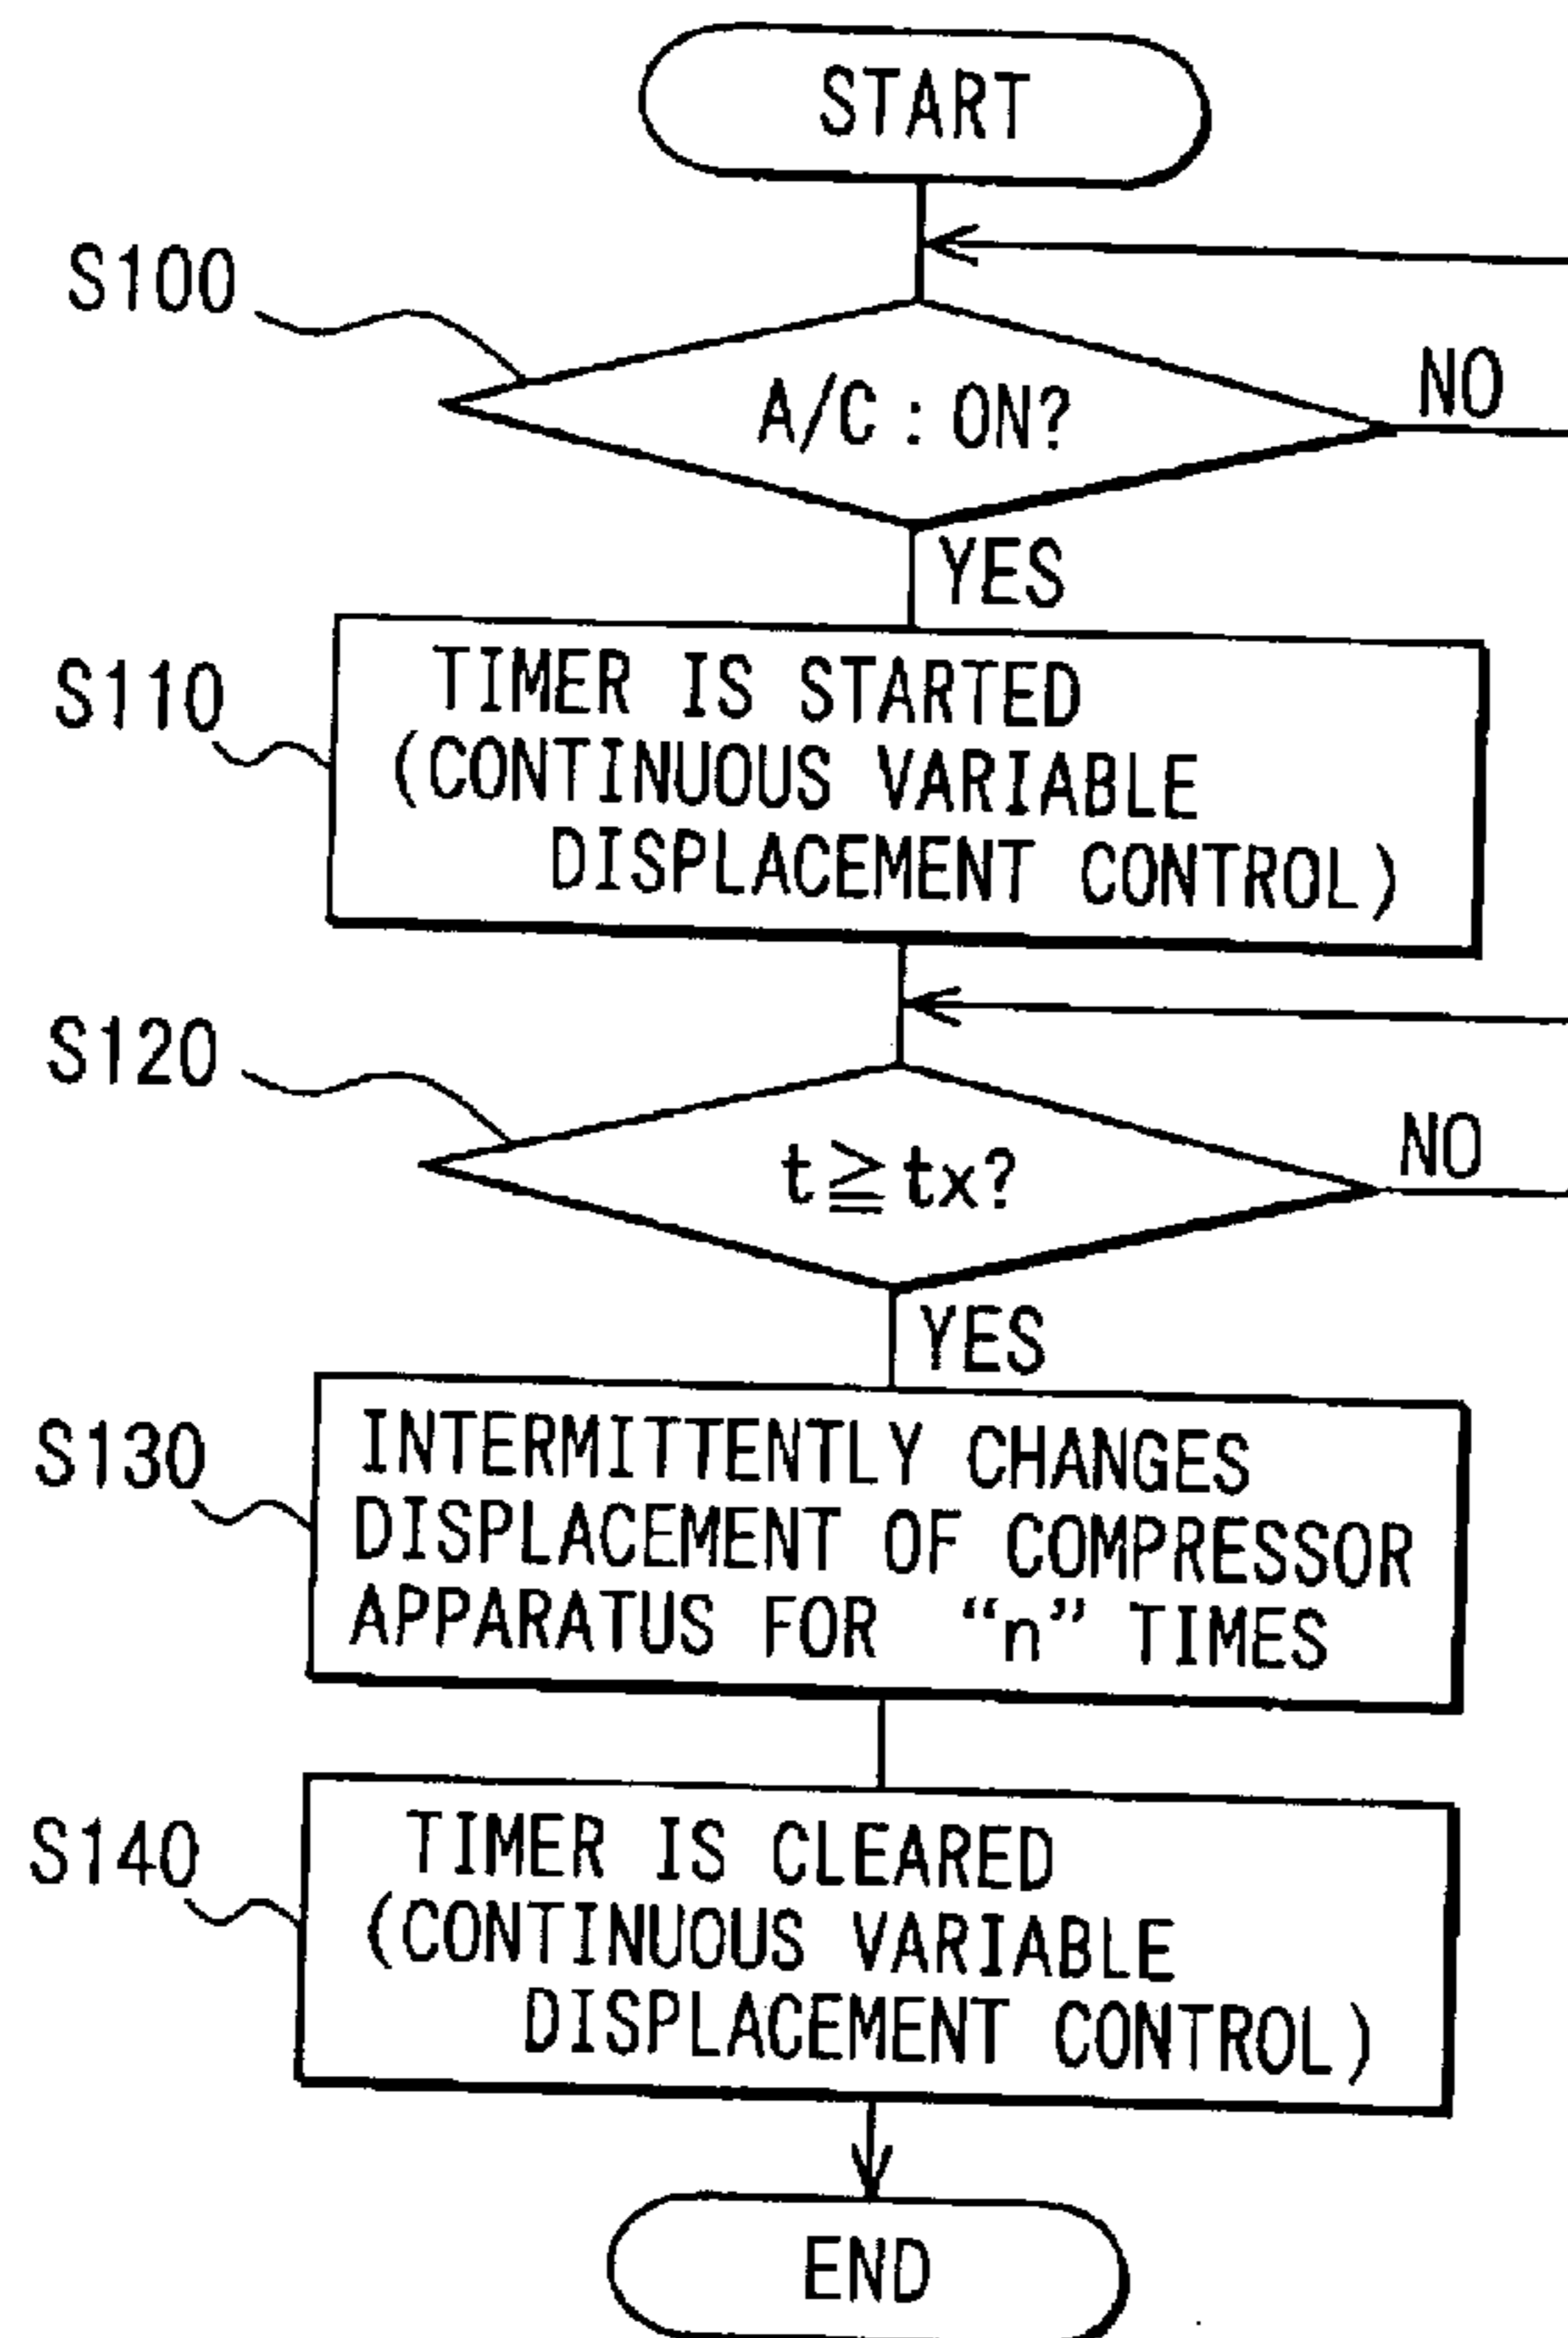 START
S100
A/C : ON?
NO
YES
S110
TIMER IS STARTED
(CONTINUOUS VARIABLE
DISPLACEMENT CONTROL)
S120
t≧tx?
NO
YES
S130
INTERMITTENTLY CHANGES
DISPLACEMENT OF COMPRESSOR
APPARATUS FOR “n” TIMES
S140
TIMER IS CLEARED
(CONTINUOUS VARIABLE
DISPLACEMENT CONTROL)
END